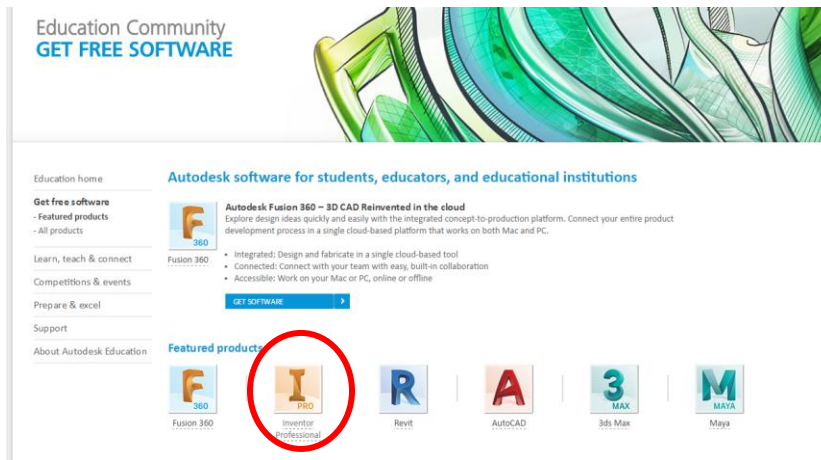 Education Community
GET FREE SOFTWARE
Education home
Get free software
- Featured products
- All products
Learn, teach & connect
Competitions & events
Prepare & excel
Support
About Autodesk Education
Autodesk software for students, educators, and educational institutions
F
360
Fusion 360
Autodesk Fusion 360 – 3D CAD Reinvented in the cloud
Explore design ideas quickly and easily with the integrated concept-to-production platform. Connect your entire product
development process in a single cloud-based platform that works on both Mac and PC.
• Integrated: Design and fabricate in a single cloud-based tool
• Connected: Connect with your team with easy, built-in collaboration
• Accessible: Work on your Mac or PC, online or offline
GET SOFTWARE >
Featured products
F
360
Fusion 360
I
PRO
Inventor
Professional
R
Revit
A
AutoCAD
3
MAX
3ds Max
M
MAYA
Maya